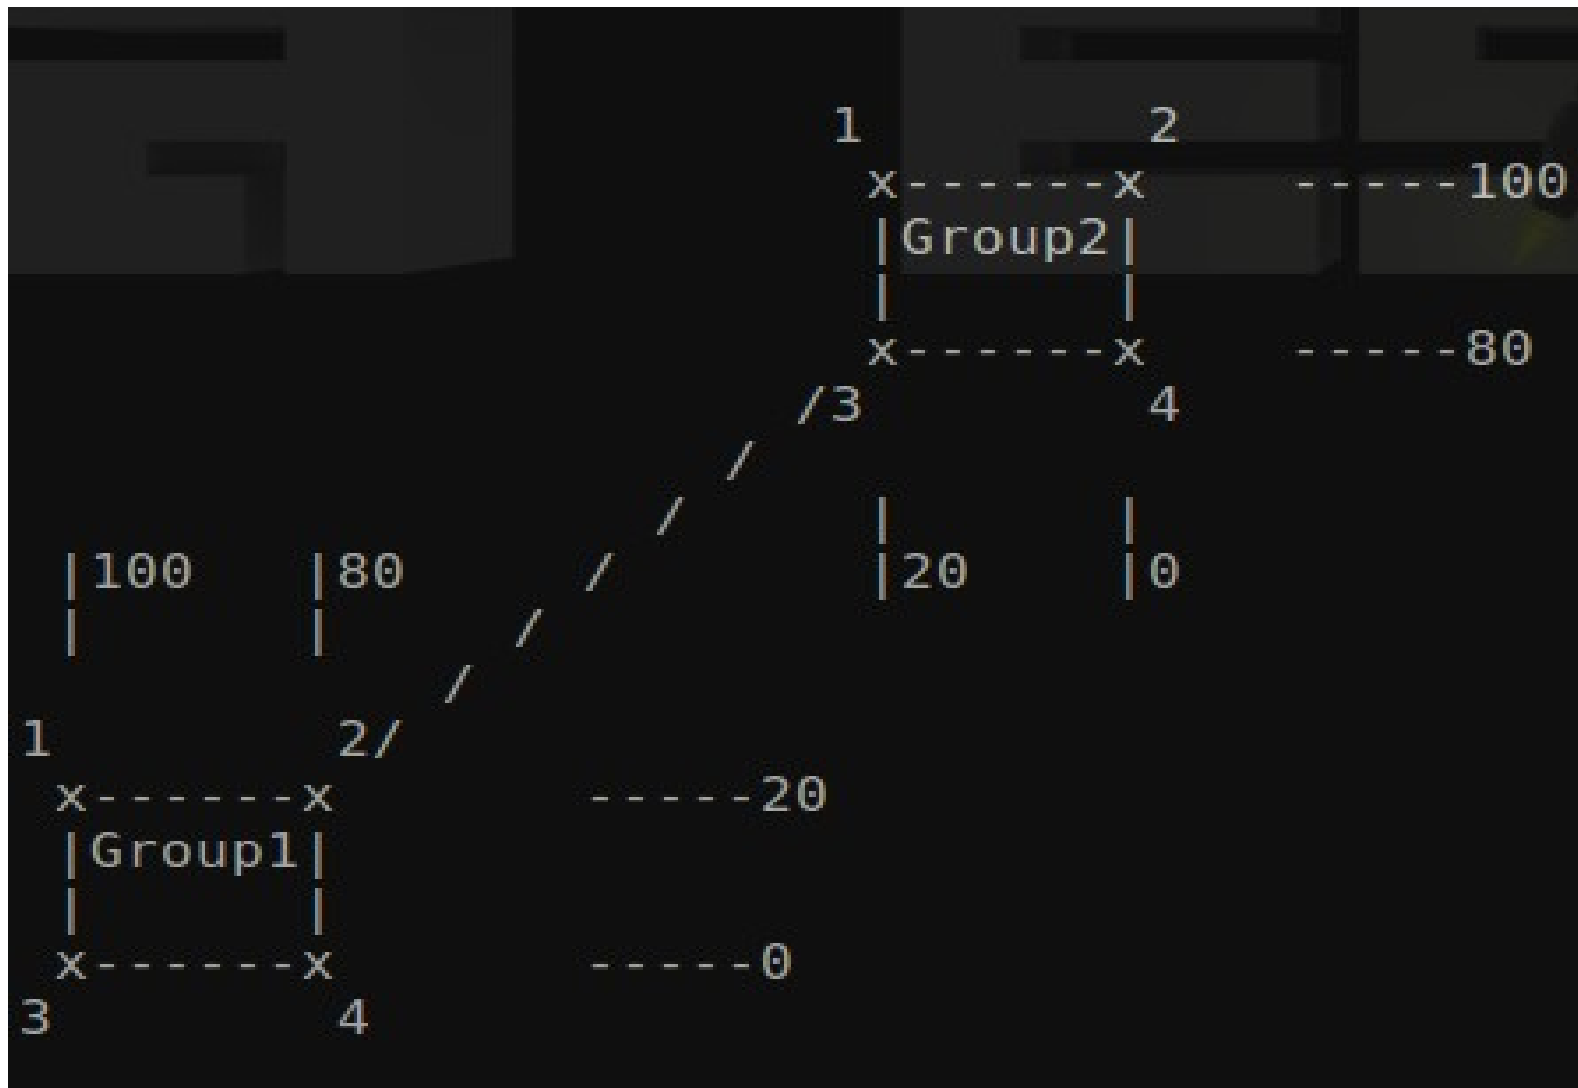 1 2
x------x -----100
|Group2|
| |
x------x -----80
/3 4
/
/ | |
|100 |80 / |20 |0
| | /
/
1 2/
x------x -----20
|Group1|
| |
x------x -----0
3 4